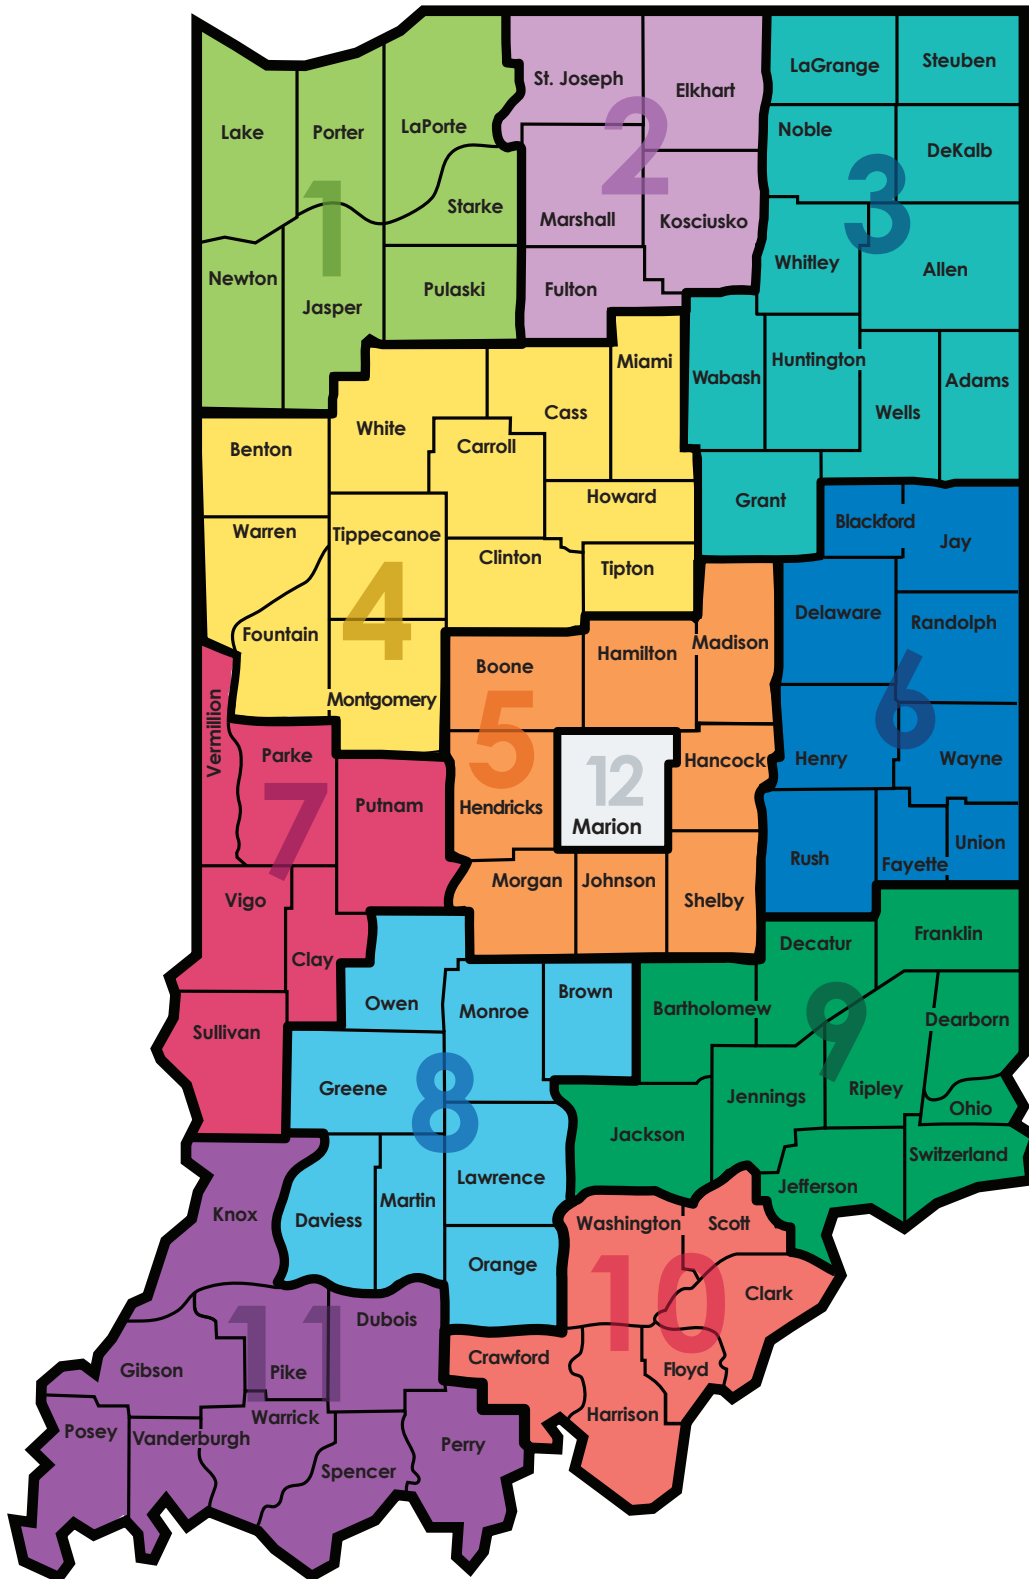 St. Joseph
Elkhart
LaGrange
Steuben
Lake
Porter
LaPorte
2
Noble
DeKalb
3
1
Starke
Marshall
Kosciusko
Whitley
Allen
Newton
Jasper
Pulaski
Fulton
Miami
Wabash
Huntington
Adams
White
Cass
Wells
Benton
Carroll
Grant
Howard
Blackford
Jay
Warren
Tippecanoe
Clinton
Tipton
4
Delaware
Randolph
Fountain
Boone
Hamilton
Madison
Montgomery
5
6
Vermillion
Parke
12
Hancock
Henry
Wayne
7
Putnam
Hendricks
Marion
Rush
Fayette
Union
Vigo
Morgan
Johnson
Shelby
Clay
Decatur
Franklin
Owen
Monroe
Brown
Bartholomew
9
Dearborn
Sullivan
Greene
8
Jennings
Ripley
Ohio
Jackson
Switzerland
Lawrence
Martin
Jefferson
Knox
Daviess
Washington
Scott
Orange
10
Clark
Dubois
11
Gibson
Pike
Crawford
Floyd
Harrison
Posey
Vanderburgh
Warrick
Spencer
Perry